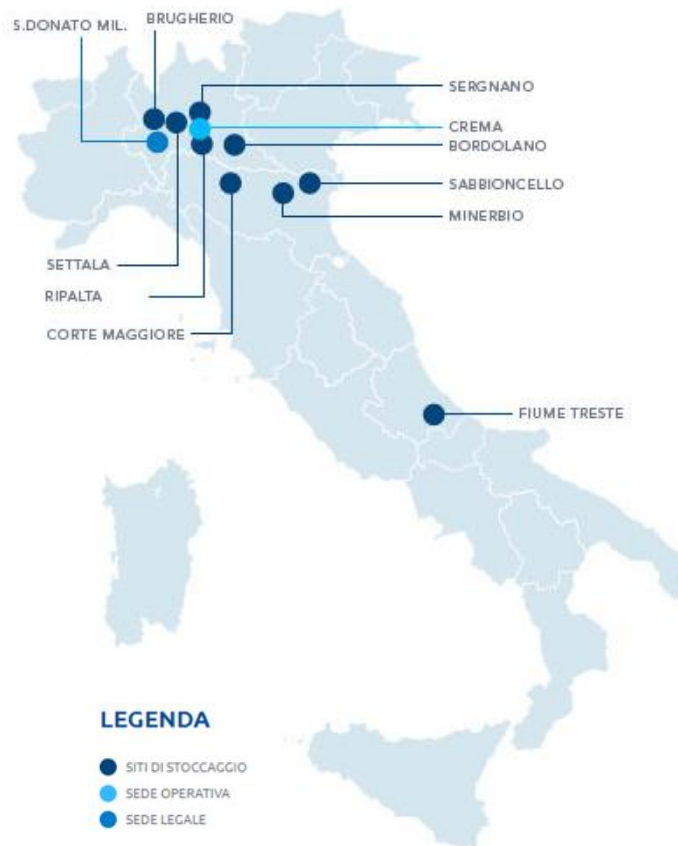 BRUGHERIO
S.DONATO MIL.
SERGNANO
CREMA
BORDOLANO
SABBIONCELLO
MINERBIO
SETTALA
RIPALTA
CORTE MAGGIORE
FIUME TRESTE
LEGENDA
SITI DI STOCCAGGIO
SEDE OPERATIVA
SEDE LEGALE